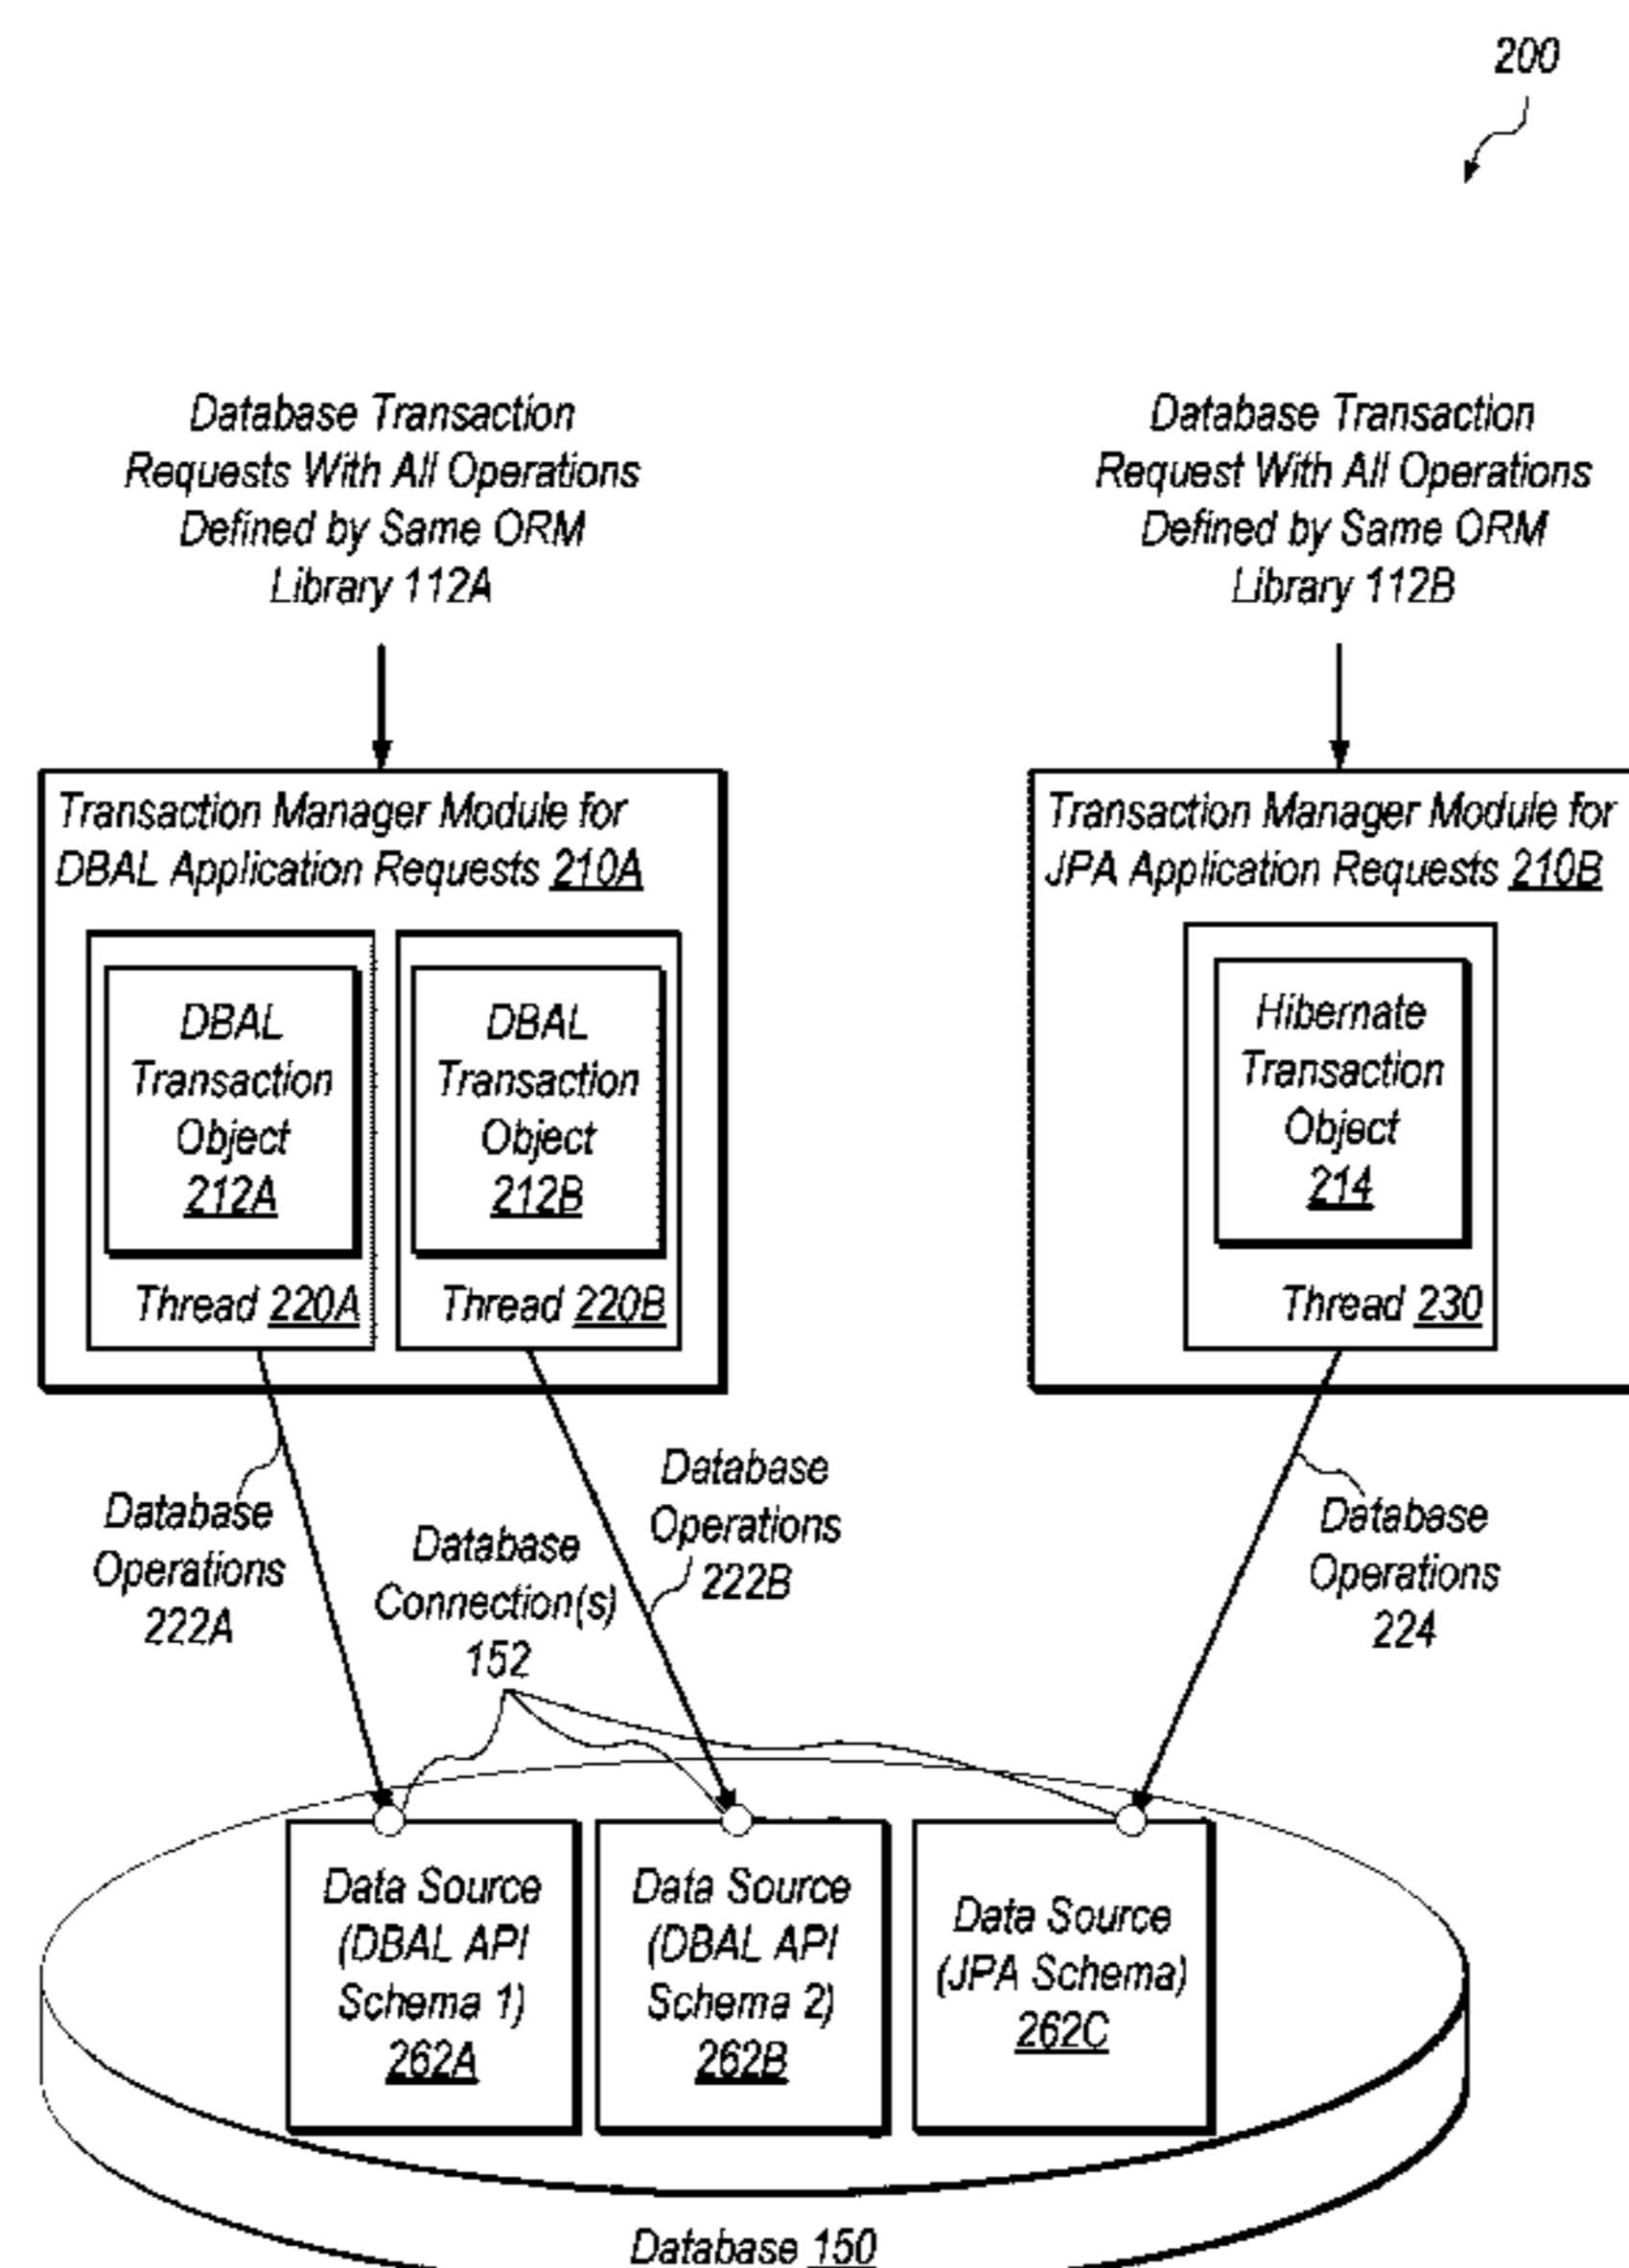 200
Database Transaction
Requests With All Operations
Defined by Same ORM
Library 112A
Database Transaction
Request With All Operations
Defined by Same ORM
Library 112B
Transaction Manager Module for
DBAL Application Requests 210A
DBAL
Transaction
Object
212A
Thread 220A
DBAL
Transaction
Object
212B
Thread 220B
Transaction Manager Module for
JPA Application Requests 210B
Hibernate
Transaction
Object
214
Thread 230
Database
Operations
222A
Database
Connection(s)
152
Database
Operations
222B
Database
Operations
224
Data Source
(DBAL API
Schema 1)
262A
Data Source
(DBAL API
Schema 2)
262B
Data Source
(JPA Schema)
262C
Database 150